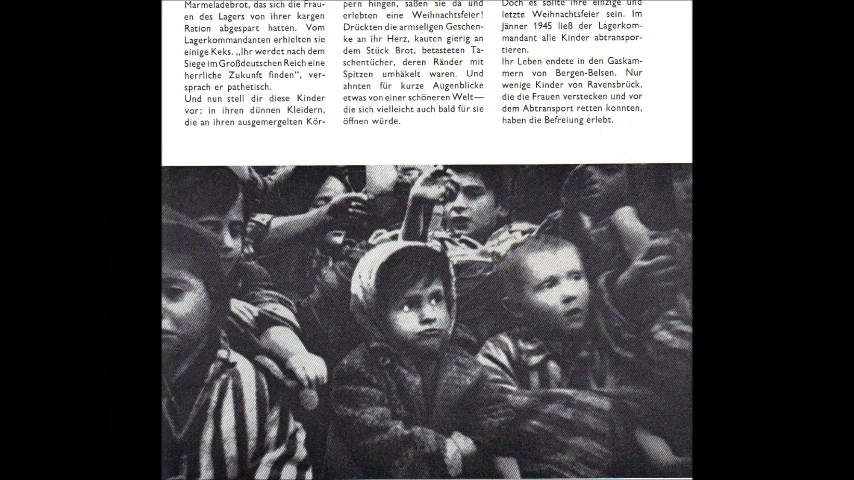 Marmeladebrot, das sich die Frau-
en des Lagers von ihrer kargen
Ration abgespart hatten. Vom
Lagerkommandanten erhielten sie
einige Keks. „Ihr werdet nach dem
Siege im Großdeutschen Reich eine
herrliche Zukunft finden", ver-
sprach er pathetisch.
Und nun stell dir diese Kinder
vor: in ihren dünnen Kleidern,
die an ihren ausgemergelten Kör-
pern hingen, saßen sie da und
erlebten eine Weihnachtsfeier!
Drückten die armseligen Geschen-
ke an ihr Herz, kauten gierig an
dem Stück Brot, betasteten Ta-
schentücher, deren Ränder mit
Spitzen umhäkelt waren. Und
ahnten für kurze Augenblicke
etwas von einer schöneren Welt—
die sich vielleicht auch bald für sie
öffnen würde.
Doch es sollte ihre einzige und
letzte Weihnachtsfeier sein. Im
Jänner 1945 ließ der Lagerkom-
mandant alle Kinder abtranspor-
tieren.
Ihr Leben endete in den Gaskam-
mern von Bergen-Belsen. Nur
wenige Kinder von Ravensbrück,
die die Frauen verstecken und vor
dem Abtransport retten konnten,
haben die Befreiung erlebt.